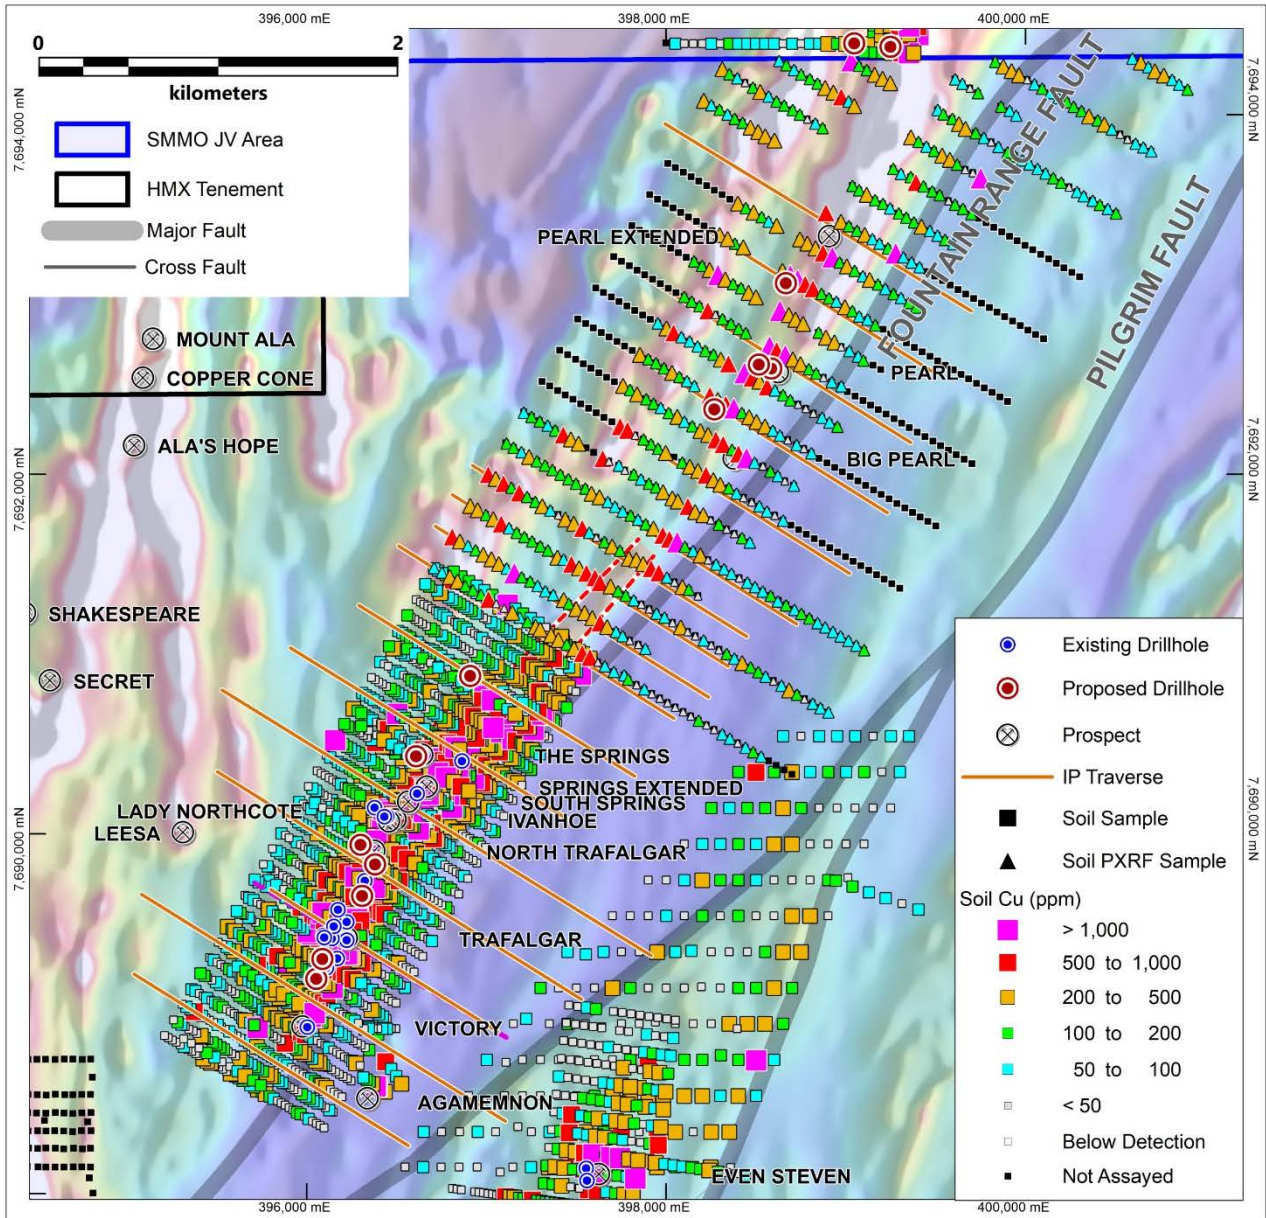 396,000 mE
398,000 mE
400,000 mE
0
2
kilometers
SMMO JV Area
HMX Tenement
Major Fault
Cross Fault
7,694,000 mN
7,694,000 mN
FOUNTAIN RANGE FAULT
PILGRIM FAULT
PEARL EXTENDED
MOUNT ALA
COPPER CONE
PEARL
ALA'S HOPE
BIG PEARL
7,692,000 mN
7,692,000 mN
SHAKESPEARE
SECRET
THE SPRINGS
SPRINGS EXTENDED
SOUTH SPRINGS
LADY NORTHCOTE
IVANHOE
LEESA
NORTH TRAFALGAR
7,690,000 mN
7,690,000 mN
TRAFALGAR
VICTORY
AGAMEMNON
EVEN STEVEN
Existing Drillhole
Proposed Drillhole
Prospect
IP Traverse
Soil Sample
Soil PXRF Sample
Soil Cu (ppm)
> 1,000
500 to 1,000
200 to 500
100 to 200
50 to 100
< 50
Below Detection
Not Assayed
396,000 mE
398,000 mE
400,000 mE